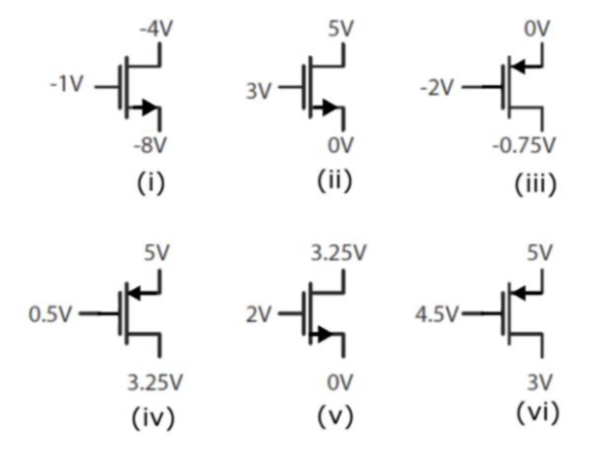 -4V 5V 0V
-1V 3V -2V
-8V 0V -0.75V
(i) (ii) (iii)
5V 3.25V 5V
0.5V 2V 4.5V
3.25V 0V 3V
(iv) (v) (vi)